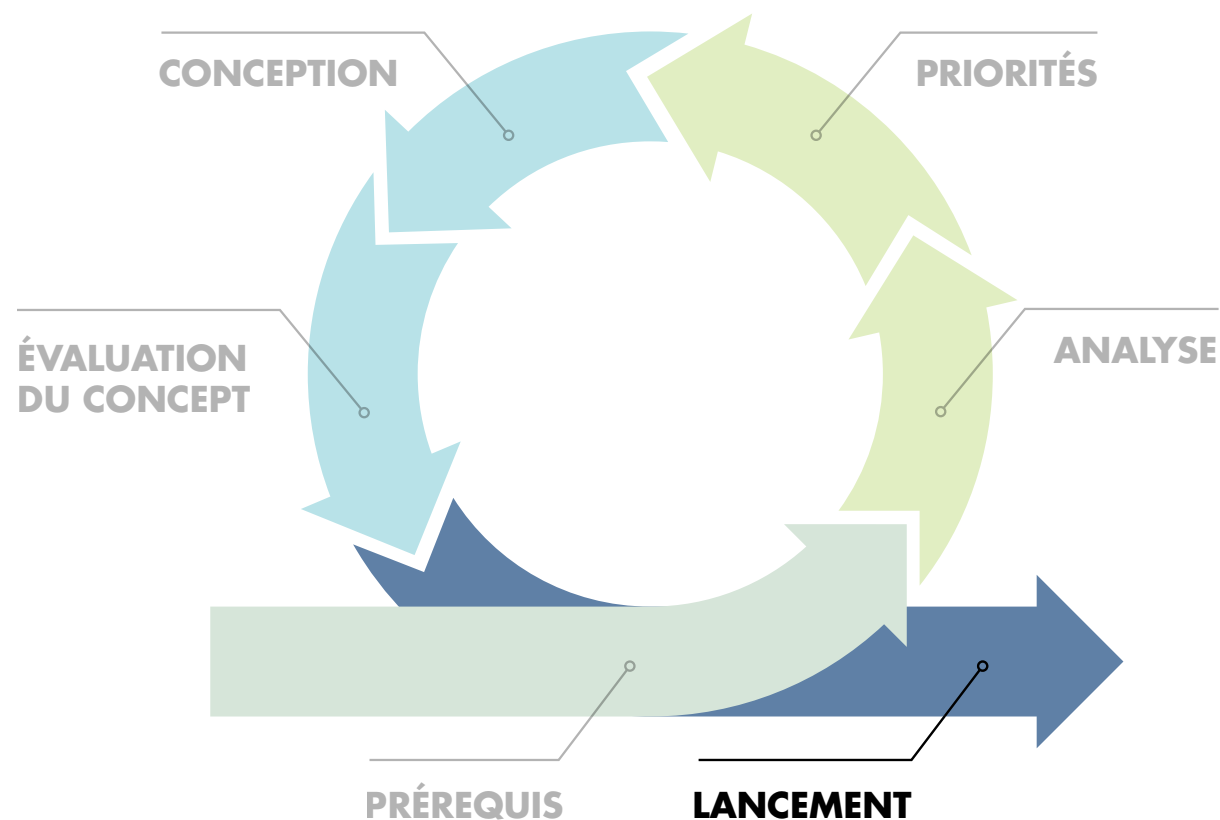 CONCEPTION
PRIORITÉS
ÉVALUATION
DU CONCEPT
ANALYSE
PRÉREQUIS
LANCEMENT